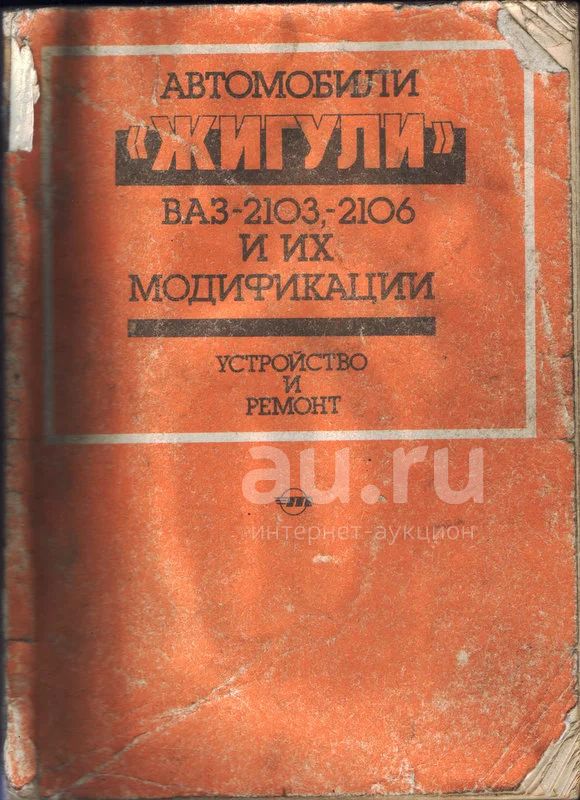 АВТОМОБИЛИ
«ЖИГУЛИ»
ВАЗ-2103,-2106
И ИХ
МОДИФИКАЦИИ
УСТРОЙСТВО
И
РЕМОНТ
au.ru
интернет-аукцион